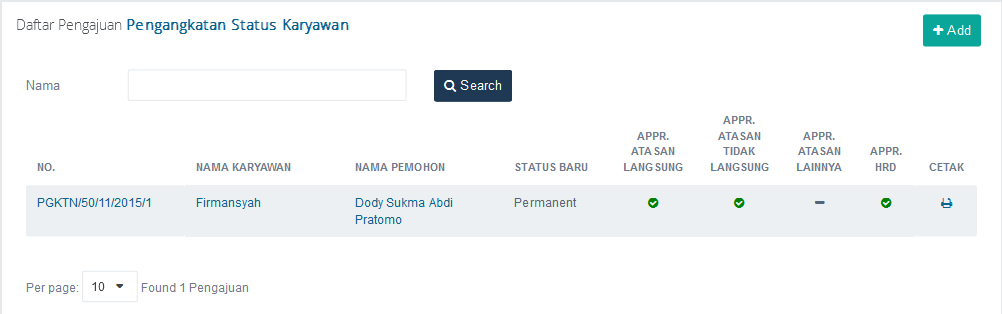 Daftar Pengajuan Pengangkatan Status Karyawan
Add
Nama
Search
NO.
NAMA KARYAWAN
NAMA PEMOHON
STATUS BARU
APPR.
ATASAN
LANGSUNG
APPR.
ATASAN
TIDAK
LANGSUNG
APPR.
ATASAN
LAINNYA
APPR.
HRD
CETAK
PGKTN/50/11/2015/1
Firmansyah
Dody Sukma Abdi
Pratomo
Permanent
Per page: 10 Found 1 Pengajuan